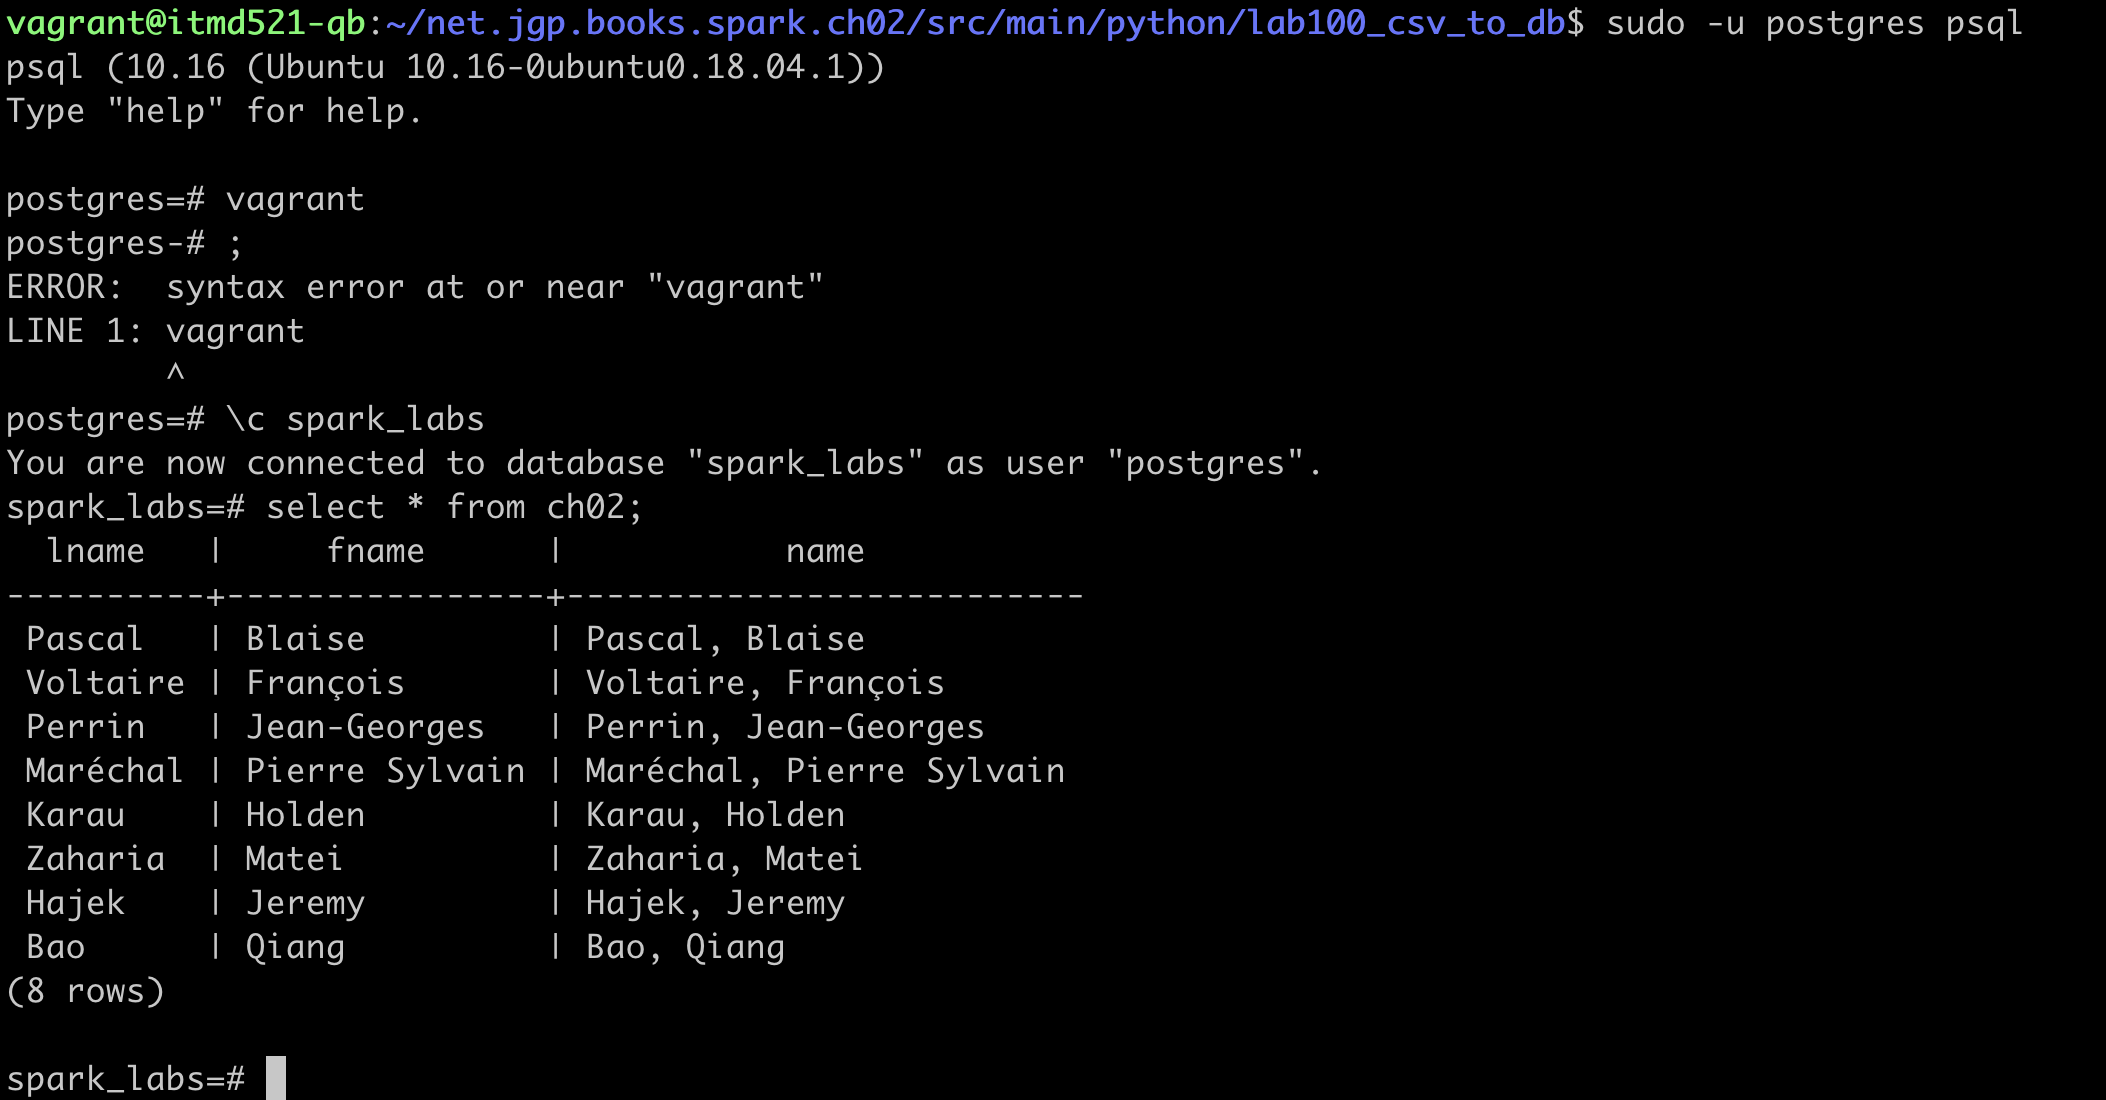 vagrant@itmd521-qb:~/net.jgp.books.spark.ch02/src/main/python/lab100_csv_to_db$ sudo -u postgres psql
psql (10.16 (Ubuntu 10.16-0ubuntu0.18.04.1))
Type "help" for help.

postgres=# vagrant
postgres-# ;
ERROR:  syntax error at or near "vagrant"
LINE 1: vagrant
        ^
postgres=# \c spark_labs
You are now connected to database "spark_labs" as user "postgres".
spark_labs=# select * from ch02;
  lname   |     fname      |           name
----------+----------------+--------------------------
 Pascal   | Blaise         | Pascal, Blaise
 Voltaire | François       | Voltaire, François
 Perrin   | Jean-Georges   | Perrin, Jean-Georges
 Maréchal | Pierre Sylvain | Maréchal, Pierre Sylvain
 Karau    | Holden         | Karau, Holden
 Zaharia  | Matei          | Zaharia, Matei
 Hajek    | Jeremy         | Hajek, Jeremy
 Bao      | Qiang          | Bao, Qiang
(8 rows)

spark_labs=#